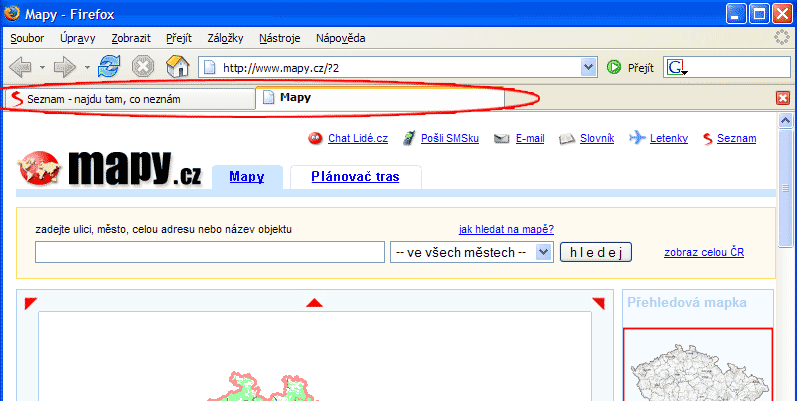 Mapy - Firefox
Soubor Úpravy Zobrazit Přejít Záložky Nástroje Nápověda
http://www.mapy.cz/?2 Přejít G
Seznam - najdu tam, co neznám Mapy
Chat Lidé.cz Pošli SMSku E-mail Slovník Letenky Seznam
mapy.cz Mapy Plánovač tras
zadejte ulici, město, celou adresu nebo název objektu jak hledat na mapě?
-- ve všech městech -- hledej zobraz celou ČR
Přehledová mapka